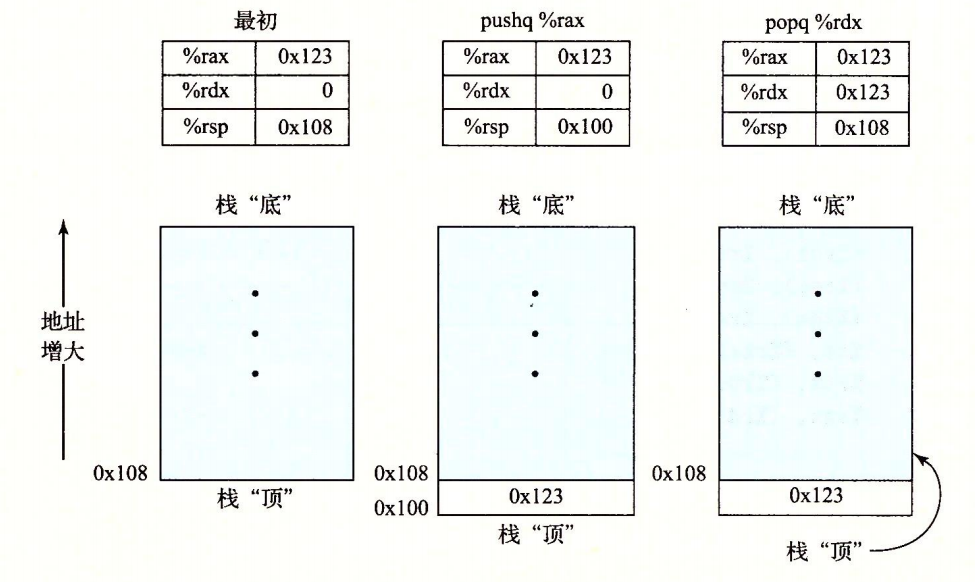 最初
%rax 0x123
%rdx 0
%rsp 0x108
pushq %rax
%rax 0x123
%rdx 0
%rsp 0x100
popq %rdx
%rax 0x123
%rdx 0x123
%rsp 0x108
地址
增大
栈“底”
0x108
栈“顶”
栈“底”
0x108
0x100
0x123
栈“顶”
栈“底”
0x108
0x123
栈“顶”